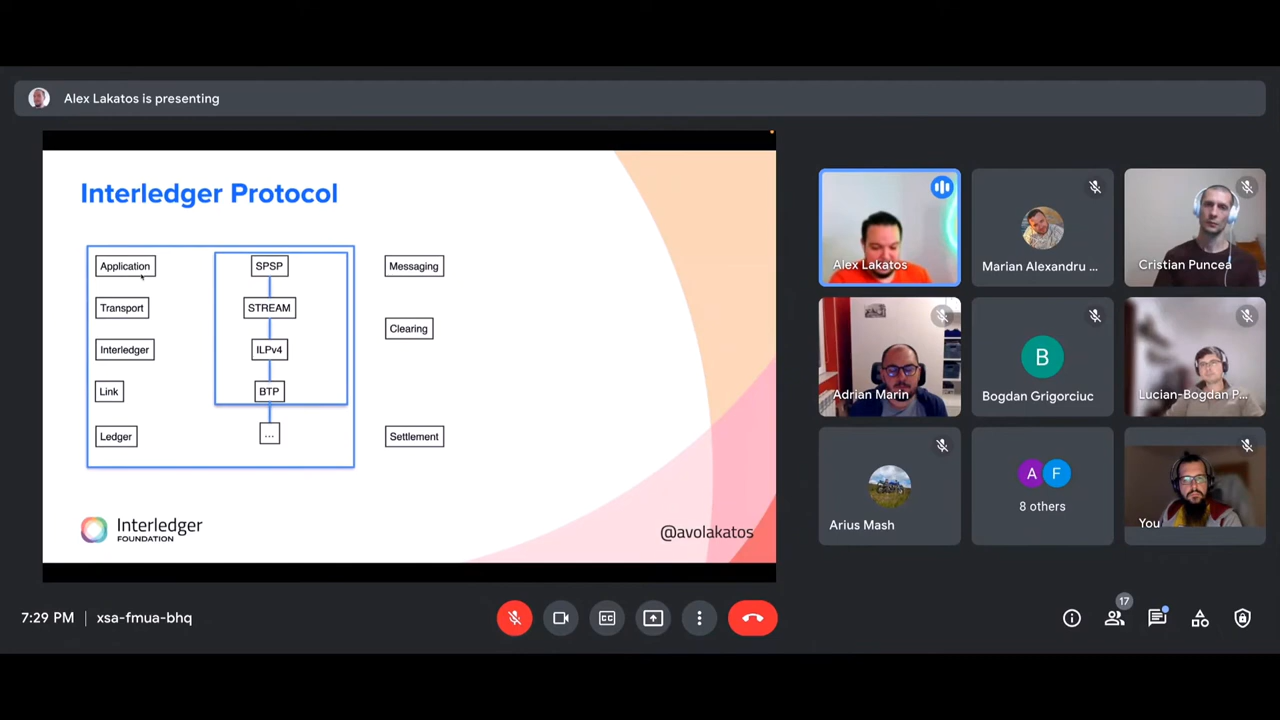 Alex Lakatos is presenting
Interledger Protocol
Application
SPSP
Messaging
Transport
STREAM
Clearing
Interledger
ILPv4
Link
BTP
Ledger
...
Settlement
Interledger
FOUNDATION
@avolakatos
Alex Lakatos
Marian Alexandru ...
Cristian Puncea
Adrian Marin
B
Bogdan Grigorciuc
Lucian-Bogdan P...
Arius Mash
A F
8 others
You
7:29 PM | xsa-fmua-bhq
CC
17